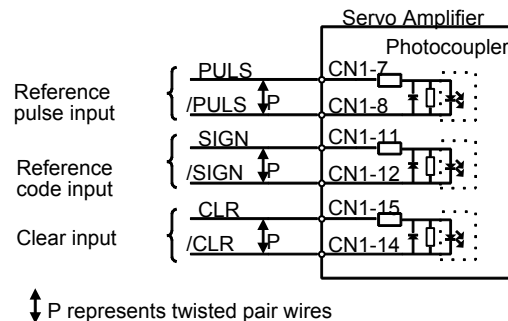 Servo Amplifier
Photocoupler
Reference
pulse input
PULS
P
/PULS
CN1-7
CN1-8
Reference
code input
SIGN
P
/SIGN
CN1-11
CN1-12
Clear input
CLR
P
/CLR
CN1-15
CN1-14
P represents twisted pair wires